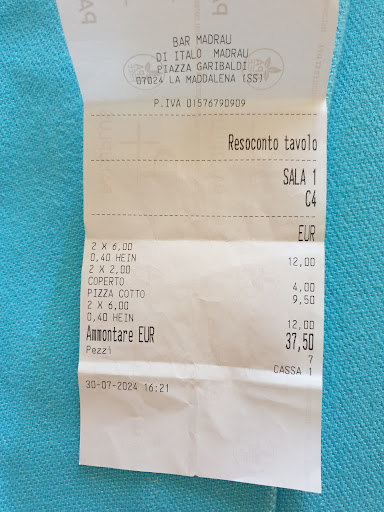 BAR MADRAU
DI ITALO MADRAU
PIAZZA GARIBALDI
07024 LA MADDALENA (SS)
P.IVA 01576790909
Resoconto tavolo
SALA 1
C4
EUR
2 X 6,00
0,40 HEIN 12,00
2 X 2,00
COPERTO 4,00
PIZZA COTTO 9,50
2 X 6,00
0,40 HEIN 12,00
Ammontare EUR 37,50
Pezzi 7
CASSA 1
30-07-2024 16:21